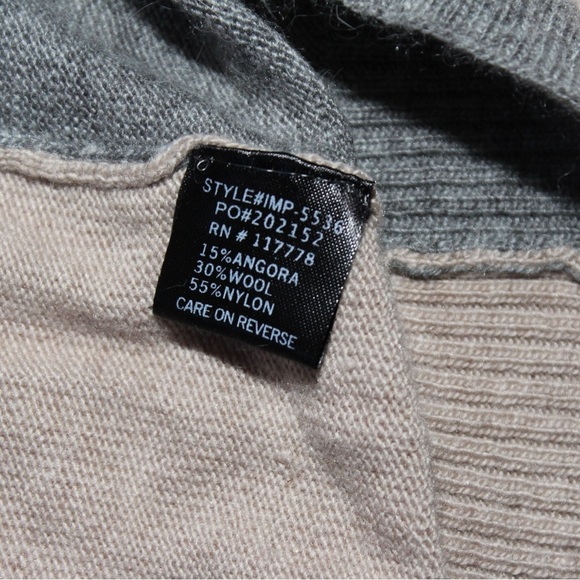 STYLE#IMP-5536
PO#202152
RN # 117778
15%ANGORA
30%WOOL
55%NYLON
CARE ON REVERSE